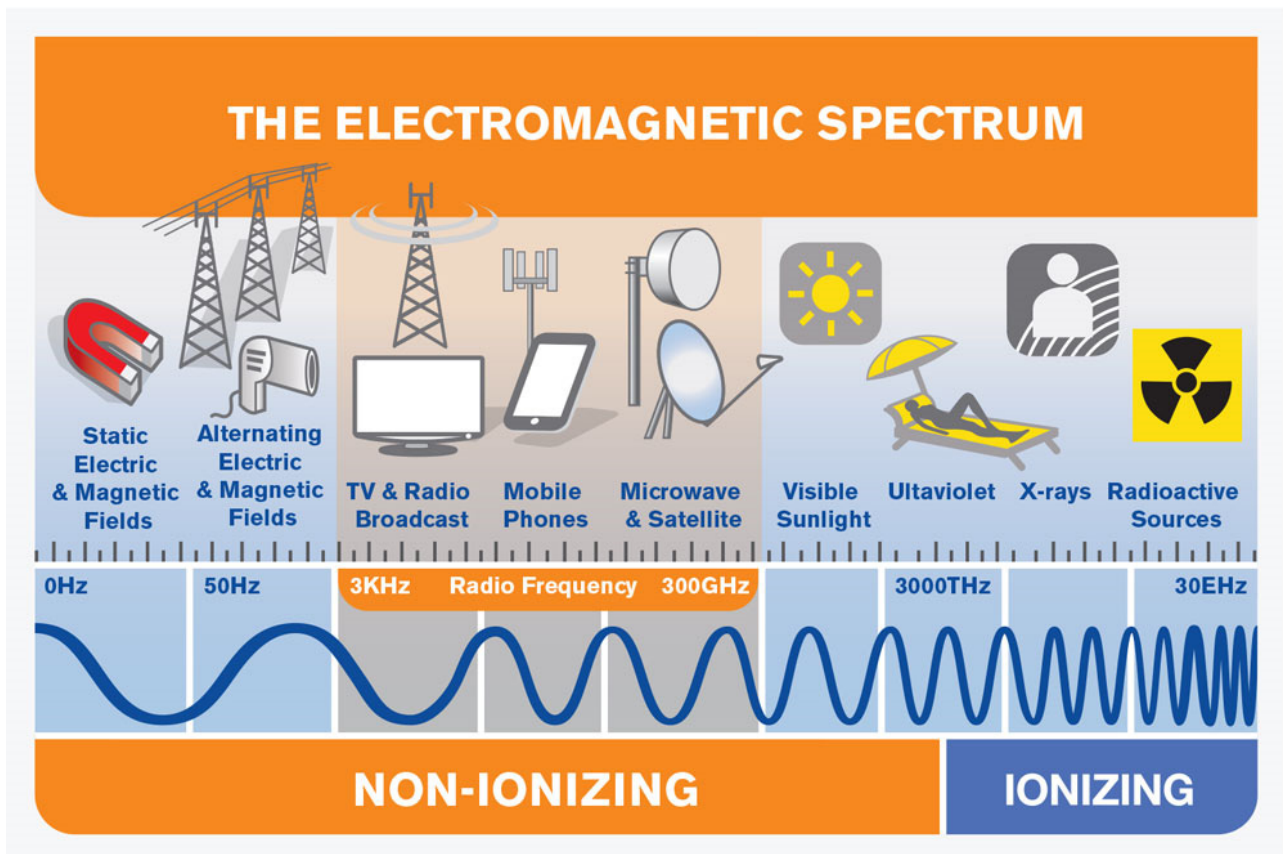 THE ELECTROMAGNETIC SPECTRUM
Static
Electric
& Magnetic
Fields
Alternating
Electric
& Magnetic
Fields
TV & Radio
Broadcast
Mobile
Phones
Microwave
& Satellite
Visible
Sunlight
Ultaviolet
X-rays
Radioactive
Sources
0Hz
50Hz
3KHz
Radio Frequency
300GHz
3000THz
30EHz
NON-IONIZING
IONIZING